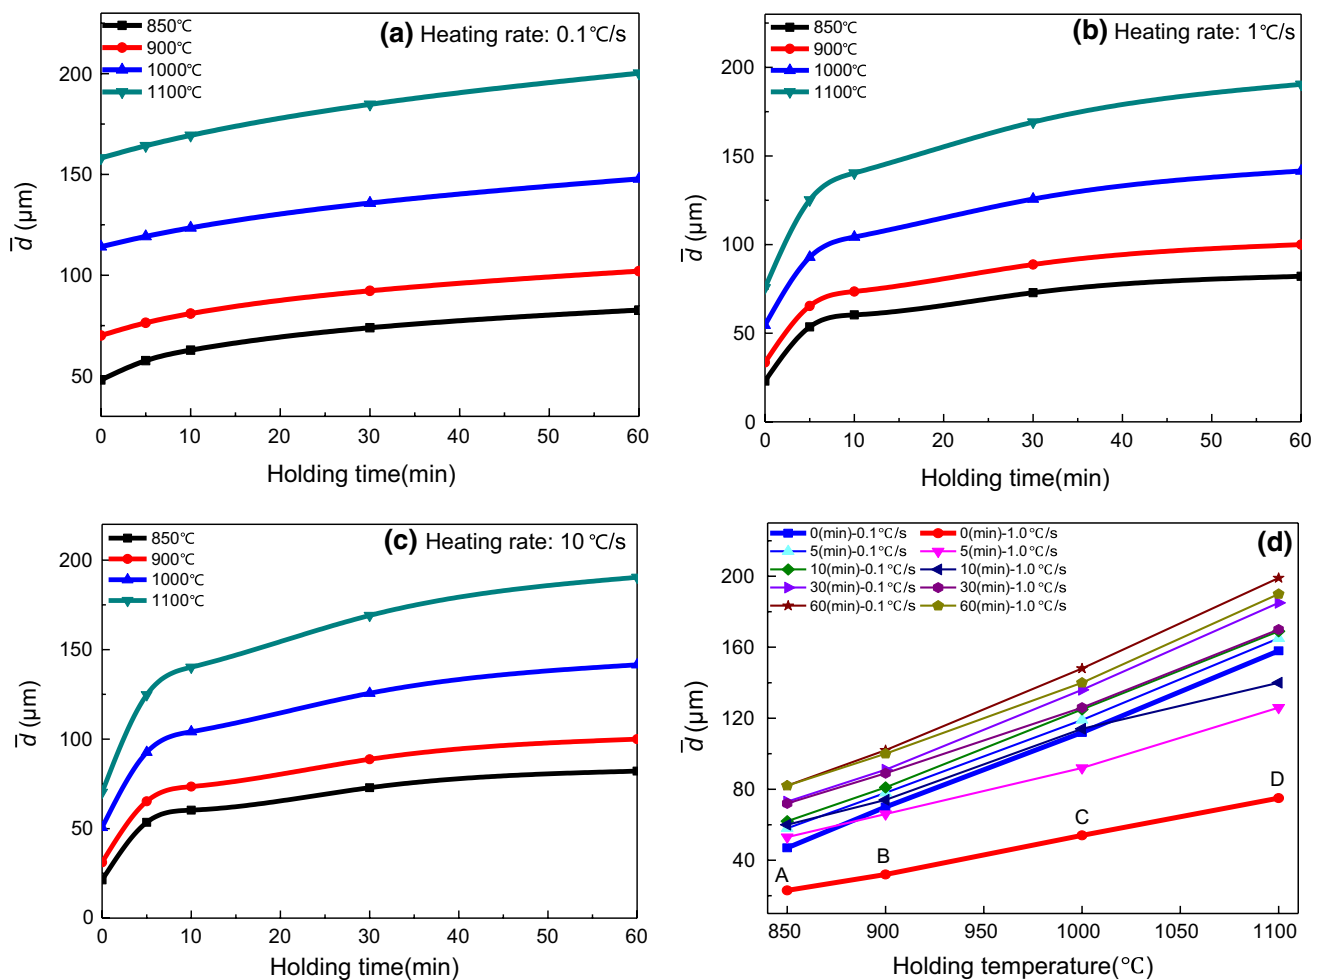 850℃
900℃
1000℃
1100℃
(a) Heating rate: 0.1℃/s
200
150
100
50
d̅ (μm)
0 10 20 30 40 50 60
Holding time(min)
850℃
900℃
1000℃
1100℃
(b) Heating rate: 1℃/s
200
150
100
50
0
d̅ (μm)
0 10 20 30 40 50 60
Holding time(min)
850℃
900℃
1000℃
1100℃
(c) Heating rate: 10 ℃/s
200
150
100
50
0
d̅ (μm)
0 10 20 30 40 50 60
Holding time(min)
0(min)-0.1℃/s 0(min)-1.0℃/s
5(min)-0.1℃/s 5(min)-1.0℃/s
10(min)-0.1℃/s 10(min)-1.0℃/s
30(min)-0.1℃/s 30(min)-1.0℃/s
60(min)-0.1℃/s 60(min)-1.0 ℃/s
(d)
200
160
120
80
40
d̅ (μm)
A
B
C
D
850 900 950 1000 1050 1100
Holding temperature(℃)